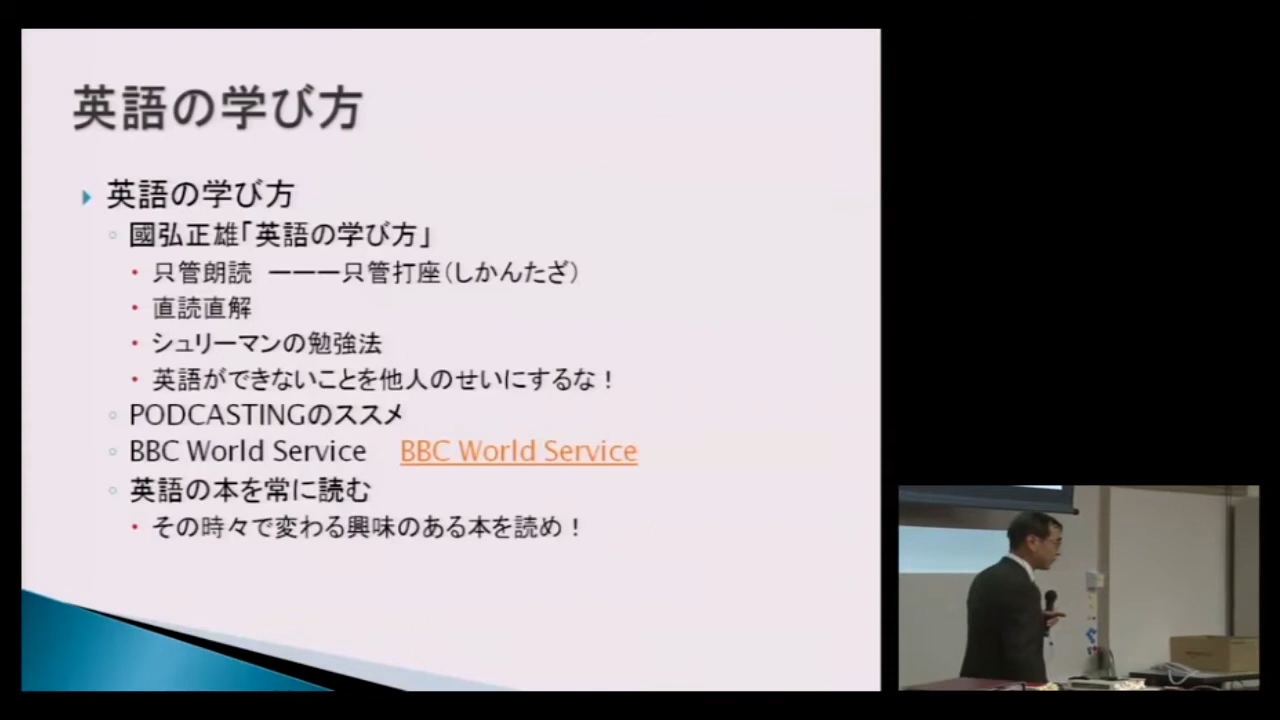 英語の学び方
英語の学び方
國弘正雄「英語の学び方」
只管朗読 ーーー只管打座(しかんたざ)
直読直解
シュリーマンの勉強法
英語ができないことを他人のせいにするな！
PODCASTINGのススメ
BBC World Service BBC World Service
英語の本を常に読む
その時々で変わる興味のある本を読め！